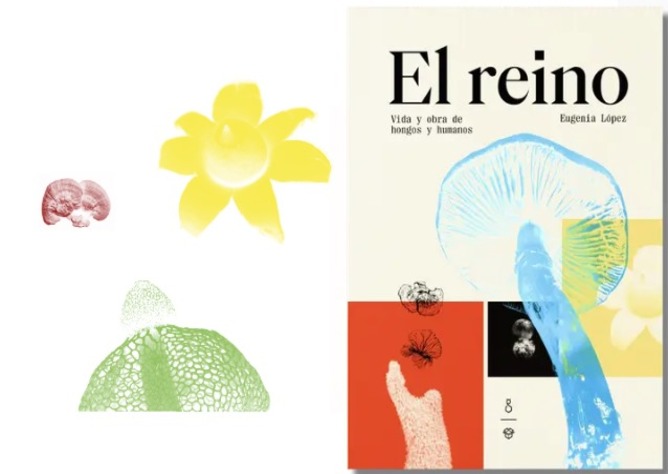 El reino
Vida y obra de
hongos y humanos
Eugenia López